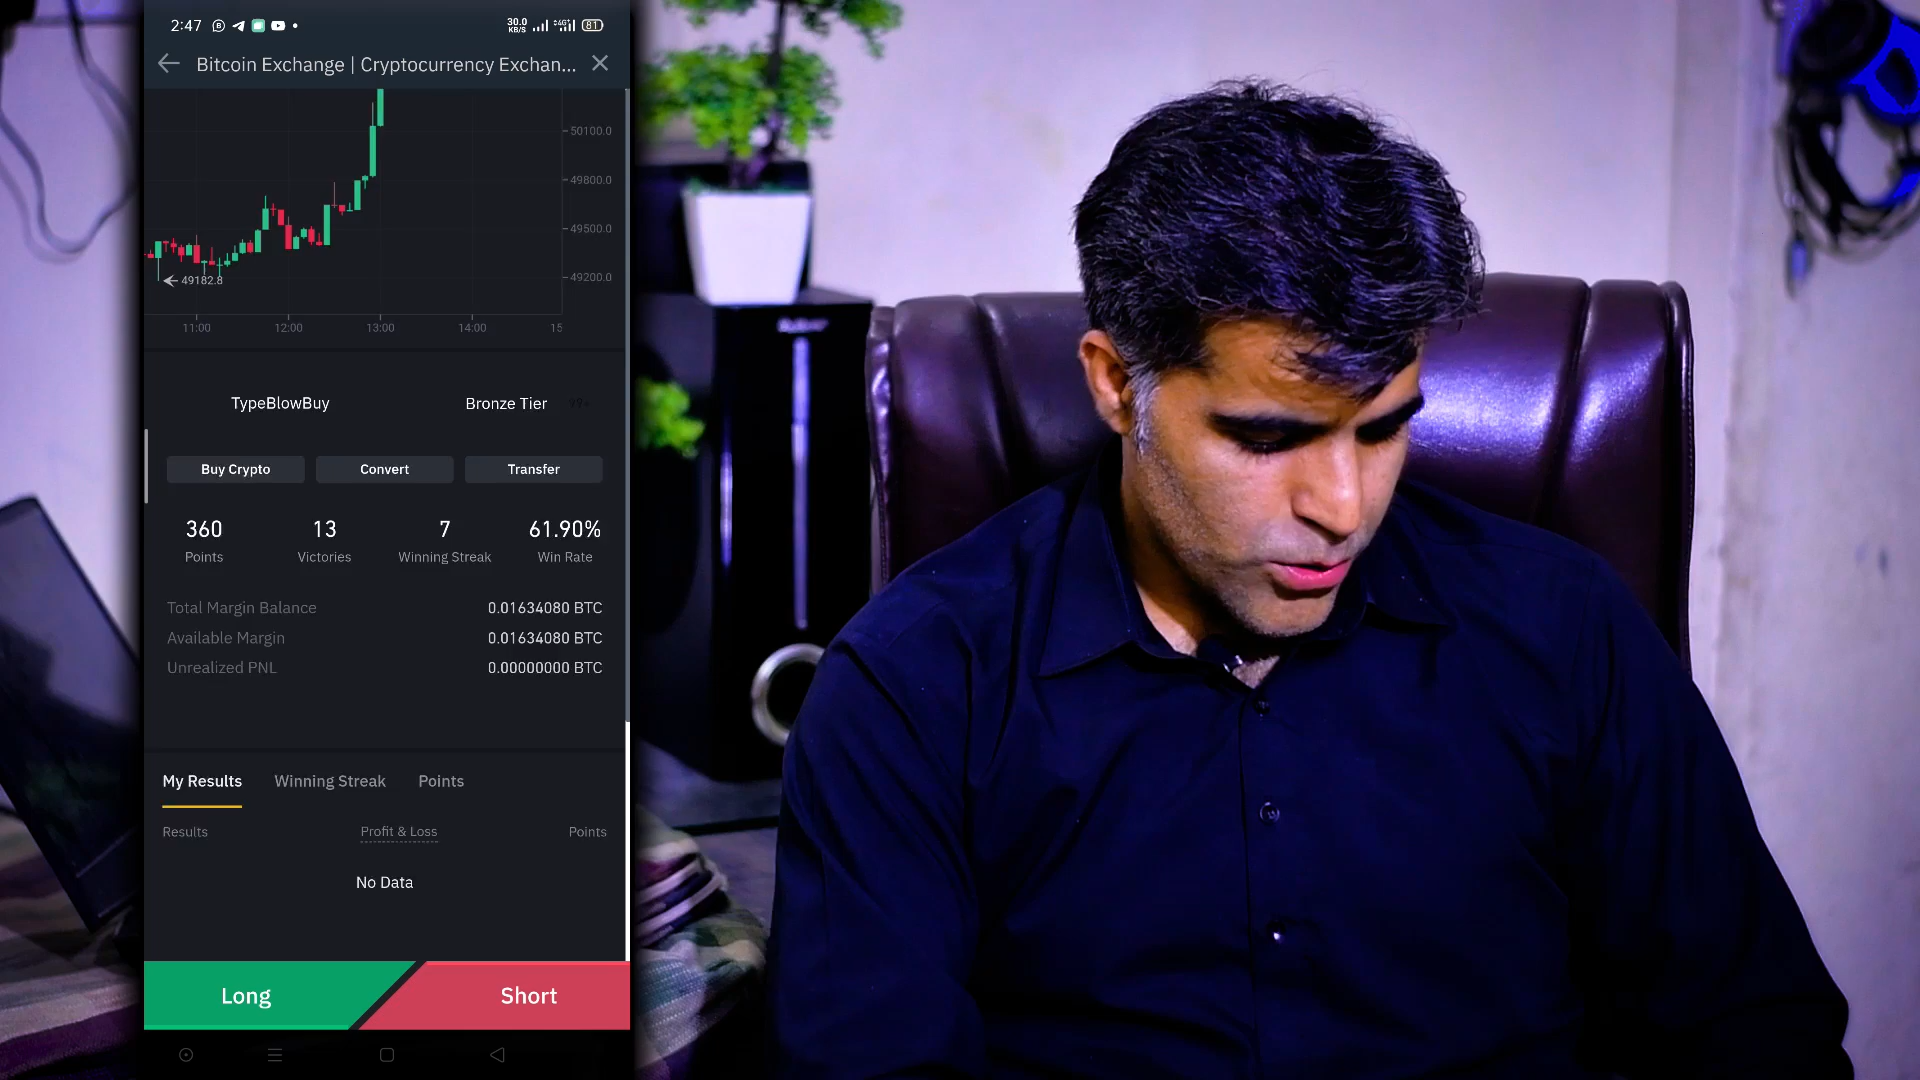 2:47 30.0 KB/S 4G+ 81
Bitcoin Exchange | Cryptocurrency Exchan...
50100.0
49800.0
49500.0
49200.0
49182.8
11:00 12:00 13:00 14:00 15
TypeBlowBuy Bronze Tier 99+
Buy Crypto Convert Transfer
360 13 7 61.90%
Points Victories Winning Streak Win Rate
Total Margin Balance 0.01634080 BTC
Available Margin 0.01634080 BTC
Unrealized PNL 0.00000000 BTC
My Results Winning Streak Points
Results Profit & Loss Points
No Data
Long Short